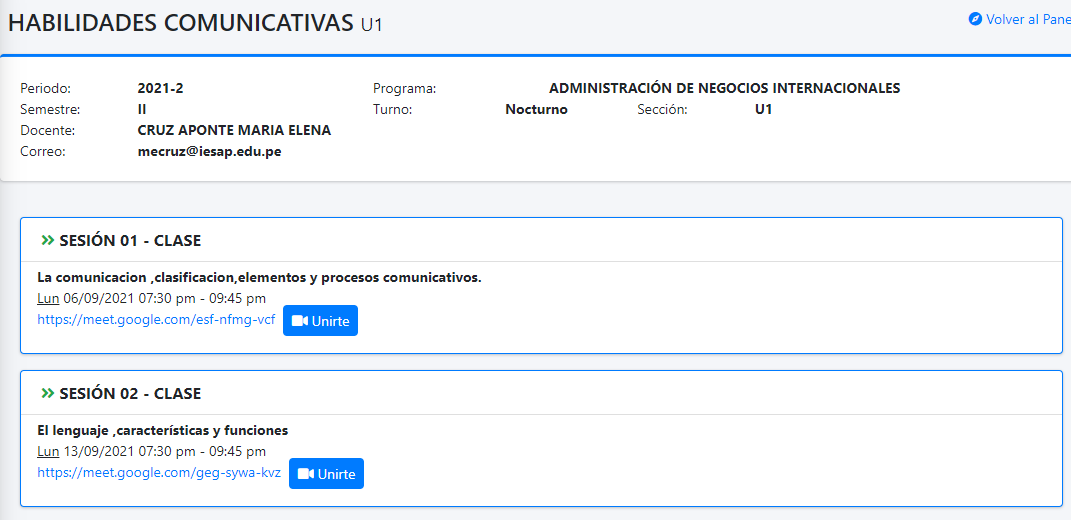 HABILIDADES COMUNICATIVAS U1
Volver al Pane
Periodo: 2021-2 Programa: ADMINISTRACIÓN DE NEGOCIOS INTERNACIONALES
Semestre: II Turno: Nocturno Sección: U1
Docente: CRUZ APONTE MARIA ELENA
Correo: mecruz@iesap.edu.pe
SESIÓN 01 - CLASE
La comunicacion ,clasificacion,elementos y procesos comunicativos.
Lun 06/09/2021 07:30 pm - 09:45 pm
https://meet.google.com/esf-nfmg-vcf Unirte
SESIÓN 02 - CLASE
El lenguaje ,características y funciones
Lun 13/09/2021 07:30 pm - 09:45 pm
https://meet.google.com/geg-sywa-kvz Unirte